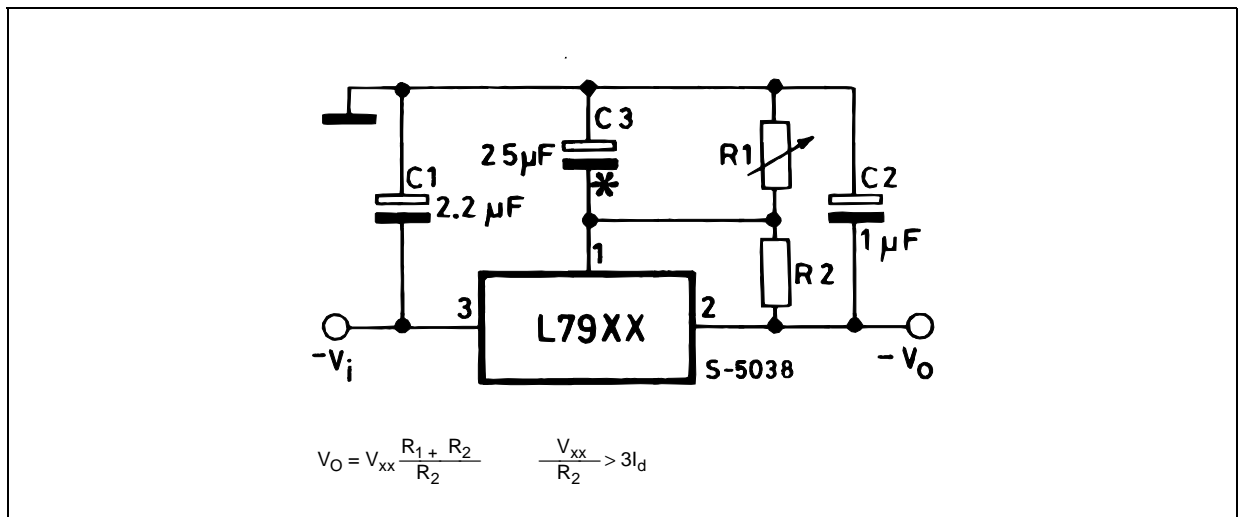 C3
25µF
*
R1
C1
2.2 µF
C2
1 µF
1
R2
3
L79XX
2
-Vi
S-5038
-Vo
VO = Vxx (R1 + R2)/R2
Vxx/R2 > 3Id